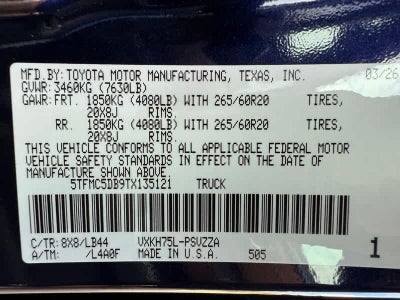 MFD.BY: TOYOTA MOTOR MANUFACTURING, TEXAS, INC. 03/26
GVWR: 3460KG (7630LB)
GAWR: FRT. 1850KG (4080LB) WITH 265/60R20 TIRES,
20X8J RIMS.
RR. 1850KG (4080LB) WITH 265/60R20 TIRES,
20X8J RIMS.
THIS VEHICLE CONFORMS TO ALL APPLICABLE FEDERAL MOTOR
VEHICLE SAFETY STANDARDS IN EFFECT ON THE DATE OF
MANUFACTURE SHOWN ABOVE.
5TFMC5DB9TX135121 TRUCK
C/TR: 8X8/LB44 VXKH75L-PSVZZA 1
A/TM: /L4A0F MADE IN U.S.A. 505